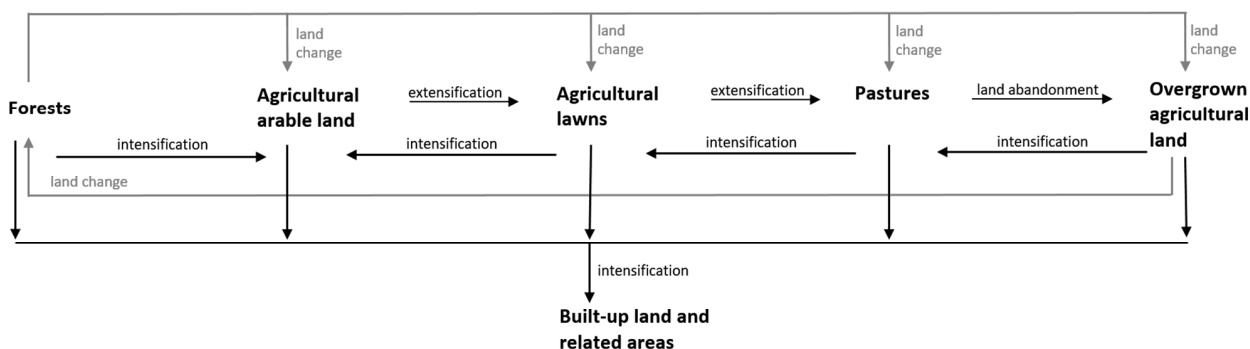 land
change
land
change
land
change
land
change
Forests
Agricultural
arable land
extensification
Agricultural
lawns
extensification
Pastures
land abandonment
Overgrown
agricultural
land
intensification
intensification
intensification
intensification
land change
intensification
Built-up land and
related areas